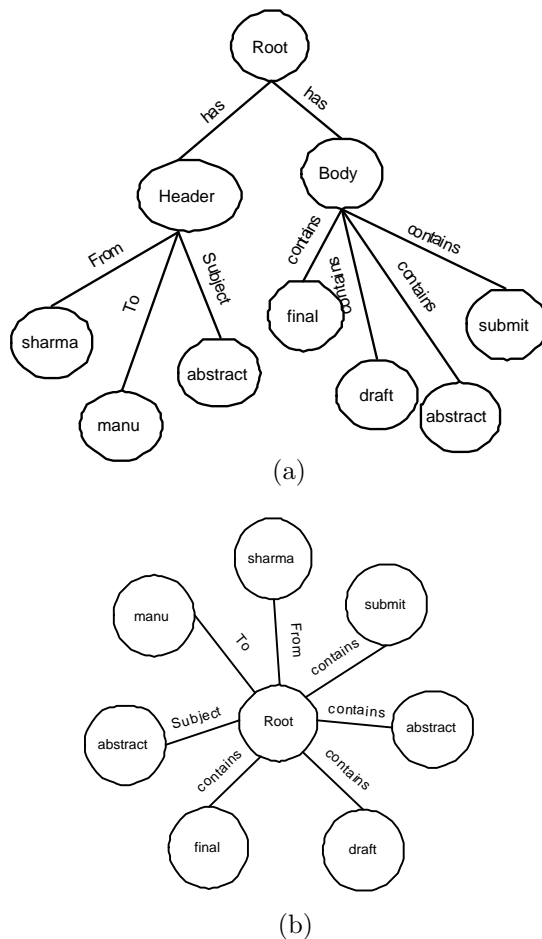 Root
has
has
Header
Body
From
To
Subject
contains
contains
contains
contains
sharma
manu
abstract
final
draft
abstract
submit
(a)
sharma
manu
submit
To
From
contains
Subject
Root
contains
abstract
abstract
contains
contains
final
draft
(b)